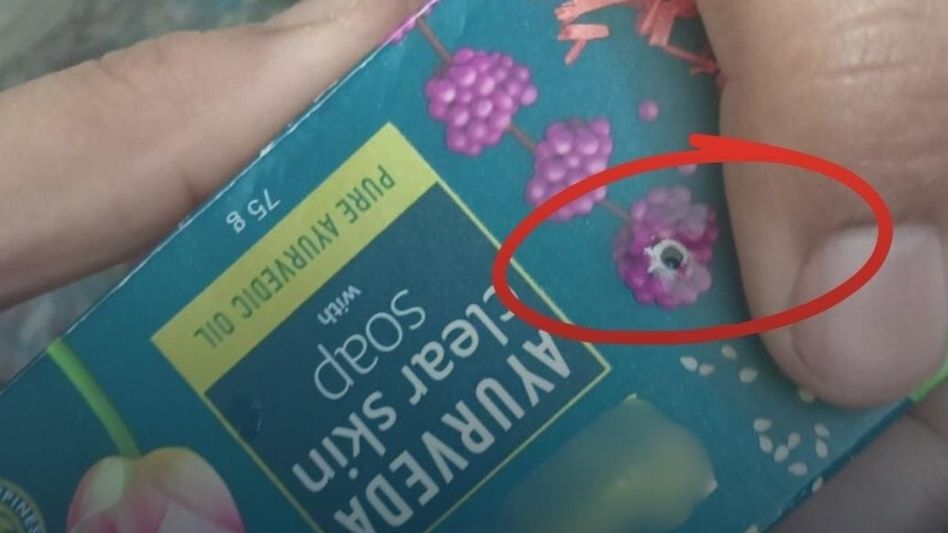 AYURVEDA
clear skin
soap
with
PURE AYURVEDIC OIL
75 g